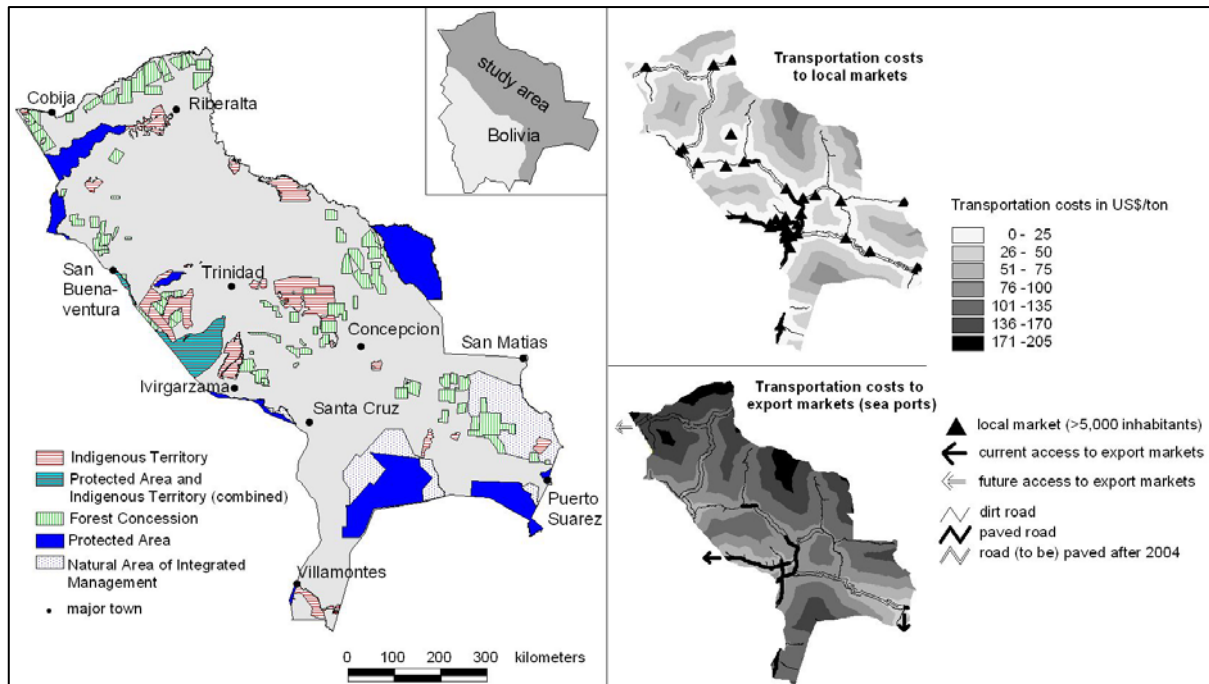 study area
Bolivia
Cobija
Riberalta
San
Buena-
ventura
Trinidad
Concepcion
San Matias
Ivirgarzama
Santa Cruz
Puerto
Suarez
Villamontes
Indigenous Territory
Protected Area and
Indigenous Territory (combined)
Forest Concession
Protected Area
Natural Area of Integrated
Management
major town
0 100 200 300 kilometers
Transportation costs
to local markets
Transportation costs in US$/ton
0 - 25
26 - 50
51 - 75
76 -100
101 -135
136 -170
171 -205
Transportation costs to
export markets (sea ports)
local market (>5,000 inhabitants)
current access to export markets
future access to export markets
dirt road
paved road
road (to be) paved after 2004